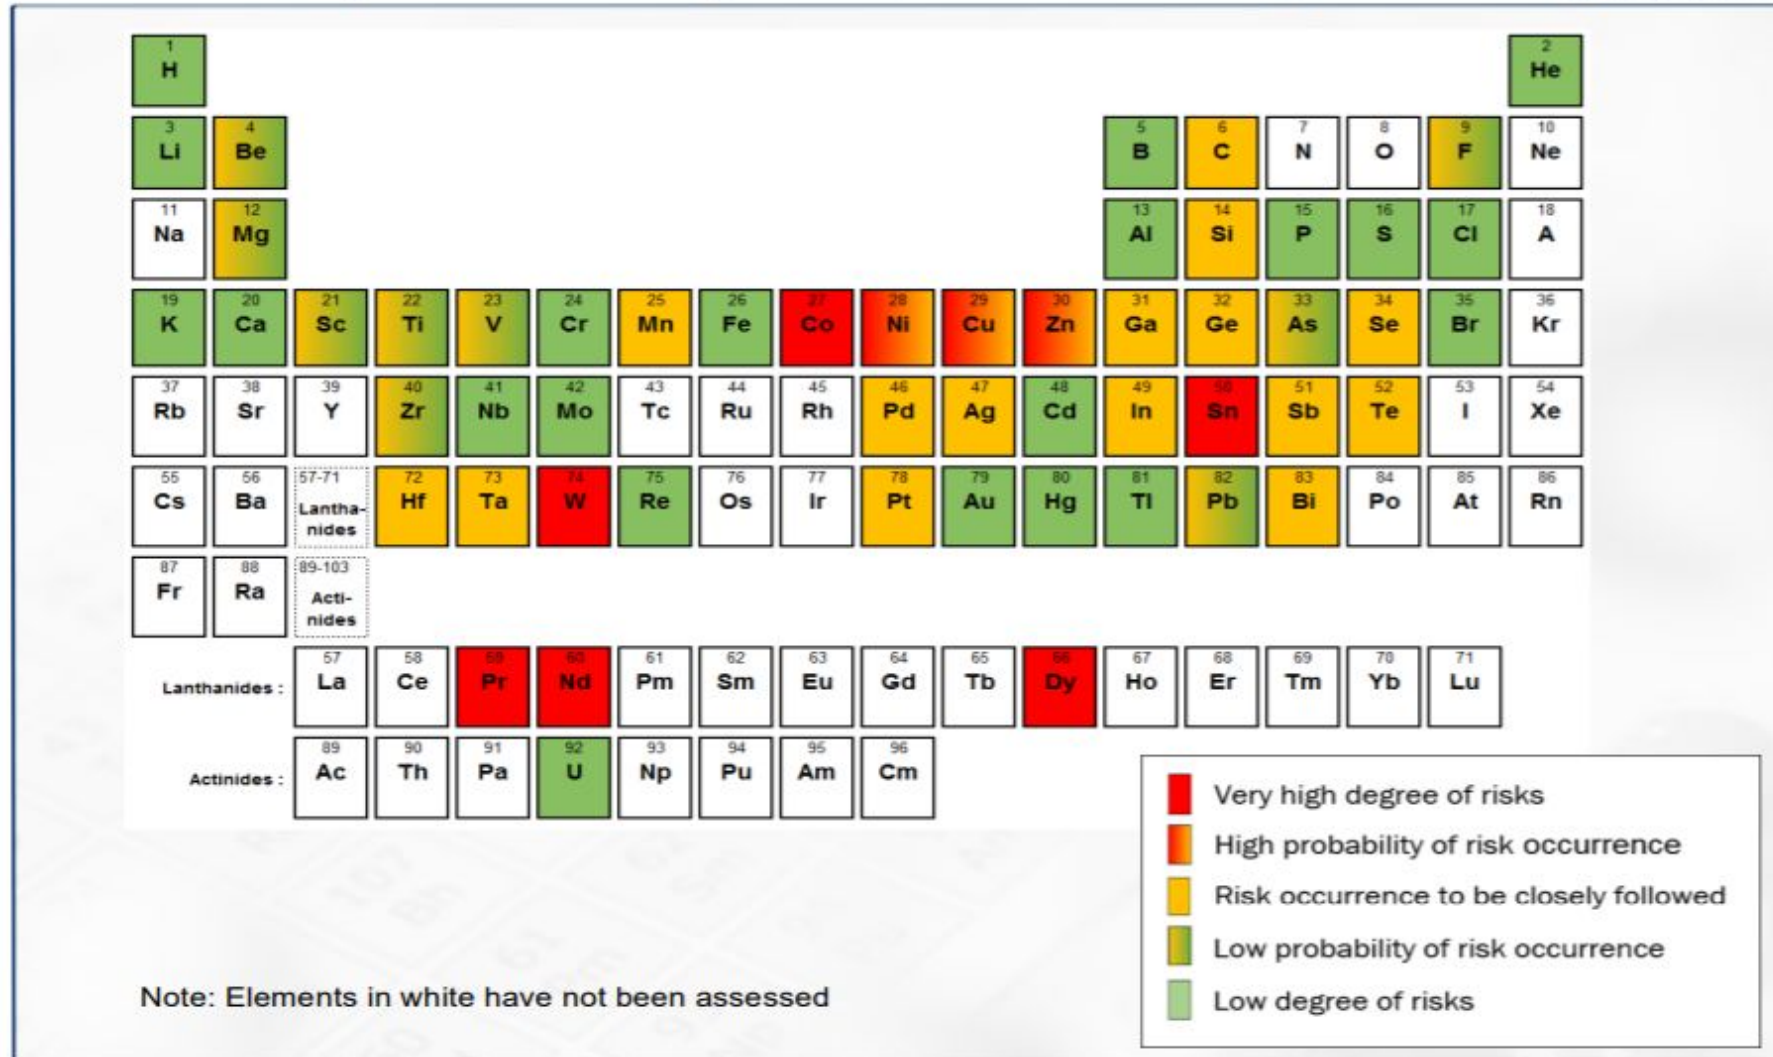 1 2
H He
3 4 5 6 7 8 9 10
Li Be B C N O F Ne
11 12 13 14 15 16 17 18
Na Mg Al Si P S Cl A
19 20 21 22 23 24 25 26 27 28 29 30 31 32 33 34 35 36
K Ca Sc Ti V Cr Mn Fe Co Ni Cu Zn Ga Ge As Se Br Kr
37 38 39 40 41 42 43 44 45 46 47 48 49 50 51 52 53 54
Rb Sr Y Zr Nb Mo Tc Ru Rh Pd Ag Cd In Sn Sb Te I Xe
55 56 57-71 72 73 74 75 76 77 78 79 80 81 82 83 84 85 86
Cs Ba Lantha- Hf Ta W Re Os Ir Pt Au Hg Tl Pb Bi Po At Rn
nides
87 88 89-103
Fr Ra Acti-
nides
57 58 59 60 61 62 63 64 65 66 67 68 69 70 71
Lanthanides : La Ce Pr Nd Pm Sm Eu Gd Tb Dy Ho Er Tm Yb Lu
89 90 91 92 93 94 95 96
Actinides : Ac Th Pa U Np Pu Am Cm
Very high degree of risks
High probability of risk occurrence
Risk occurrence to be closely followed
Low probability of risk occurrence
Low degree of risks
Note: Elements in white have not been assessed